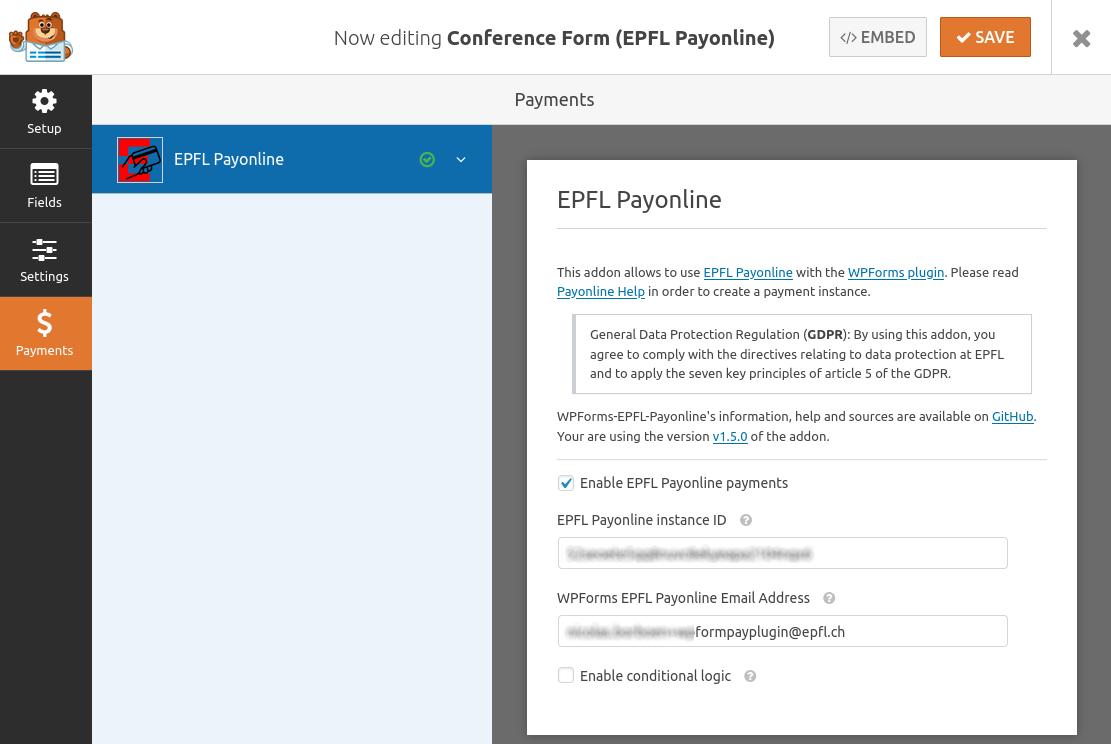 Now editing Conference Form (EPFL Payonline)
</> EMBED
SAVE
Setup
Fields
Settings
Payments
Payments
EPFL Payonline
EPFL Payonline
This addon allows to use EPFL Payonline with the WPForms plugin. Please read
Payonline Help in order to create a payment instance.
General Data Protection Regulation (GDPR): By using this addon, you
agree to comply with the directives relating to data protection at EPFL
and to apply the seven key principles of article 5 of the GDPR.
WPForms-EPFL-Payonline's information, help and sources are available on GitHub.
Your are using the version v1.5.0 of the addon.
Enable EPFL Payonline payments
EPFL Payonline instance ID ?
WPForms EPFL Payonline Email Address ?
formpayplugin@epfl.ch
Enable conditional logic ?